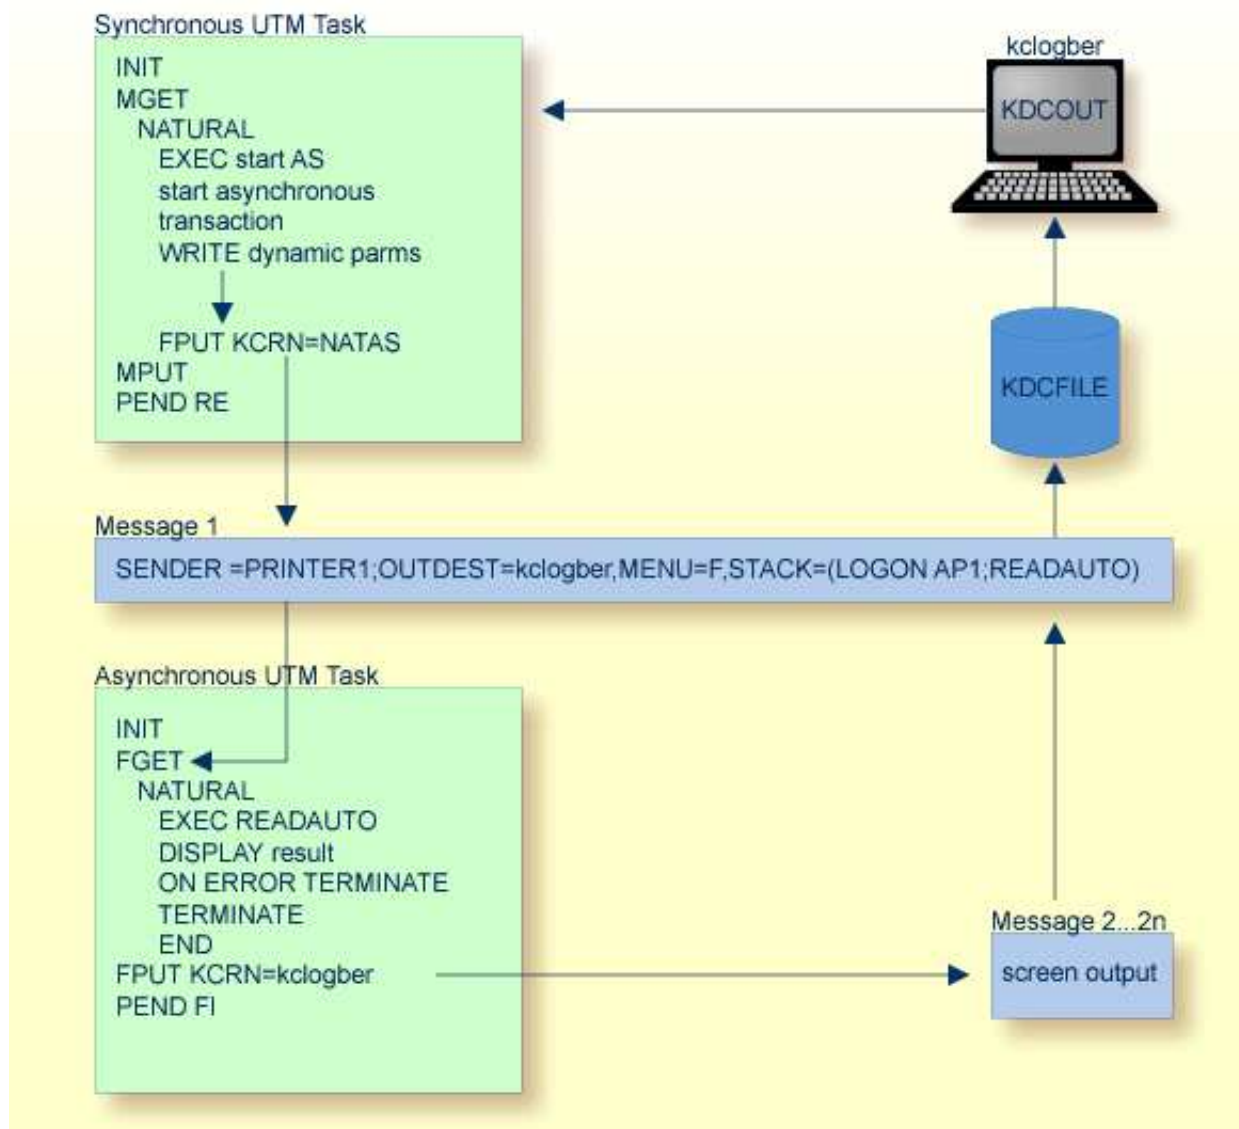 Synchronous UTM Task
INIT
MGET
NATURAL
EXEC start AS
start asynchronous
transaction
WRITE dynamic parms
FPUT KCRN=NATAS
MPUT
PEND RE
kclogber
KDCOUT
KDCFILE
Message 1
SENDER =PRINTER1;OUTDEST=kclogber,MENU=F,STACK=(LOGON AP1;READAUTO)
Asynchronous UTM Task
INIT
FGET
NATURAL
EXEC READAUTO
DISPLAY result
ON ERROR TERMINATE
TERMINATE
END
FPUT KCRN=kclogber
PEND FI
Message 2...2n
screen output